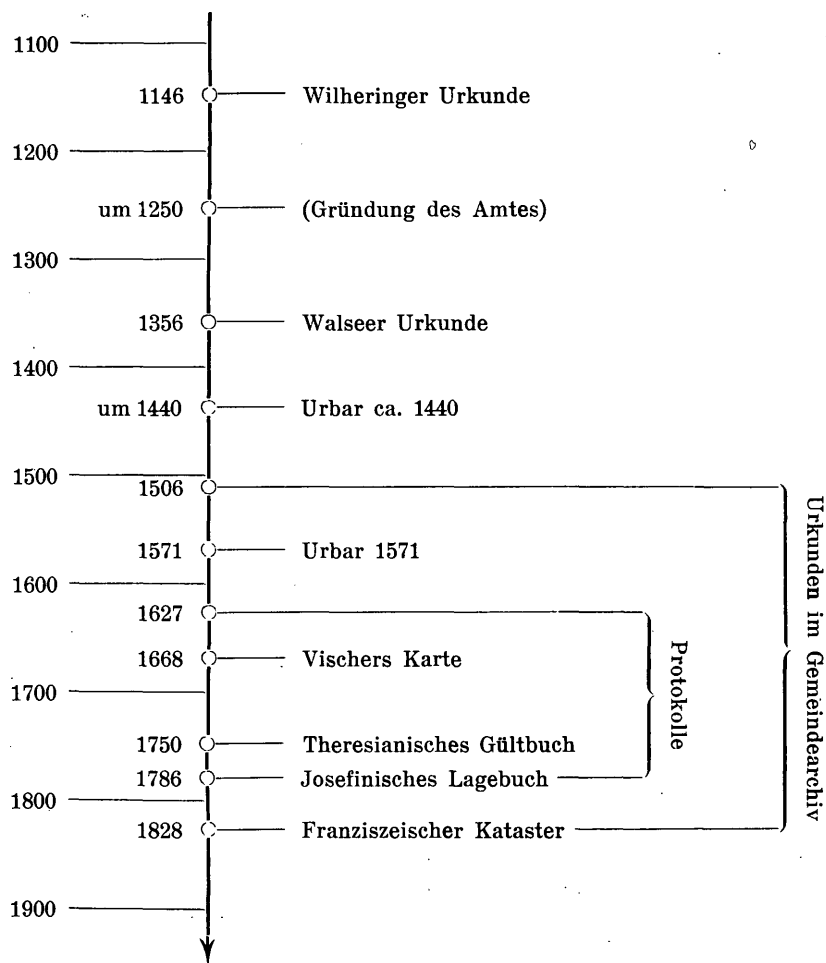 1100
1146 Wilheringer Urkunde
1200
um 1250 (Gründung des Amtes)
1300
1356 Walseer Urkunde
1400
um 1440 Urbar ca. 1440
1500
1506
1571 Urbar 1571
1600
1627
1668 Vischers Karte
1700
1750 Theresianisches Gültbuch
1786 Josefinisches Lagebuch
1800
1828 Franziszeischer Kataster
1900
Protokolle
Urkunden im Gemeindearchiv